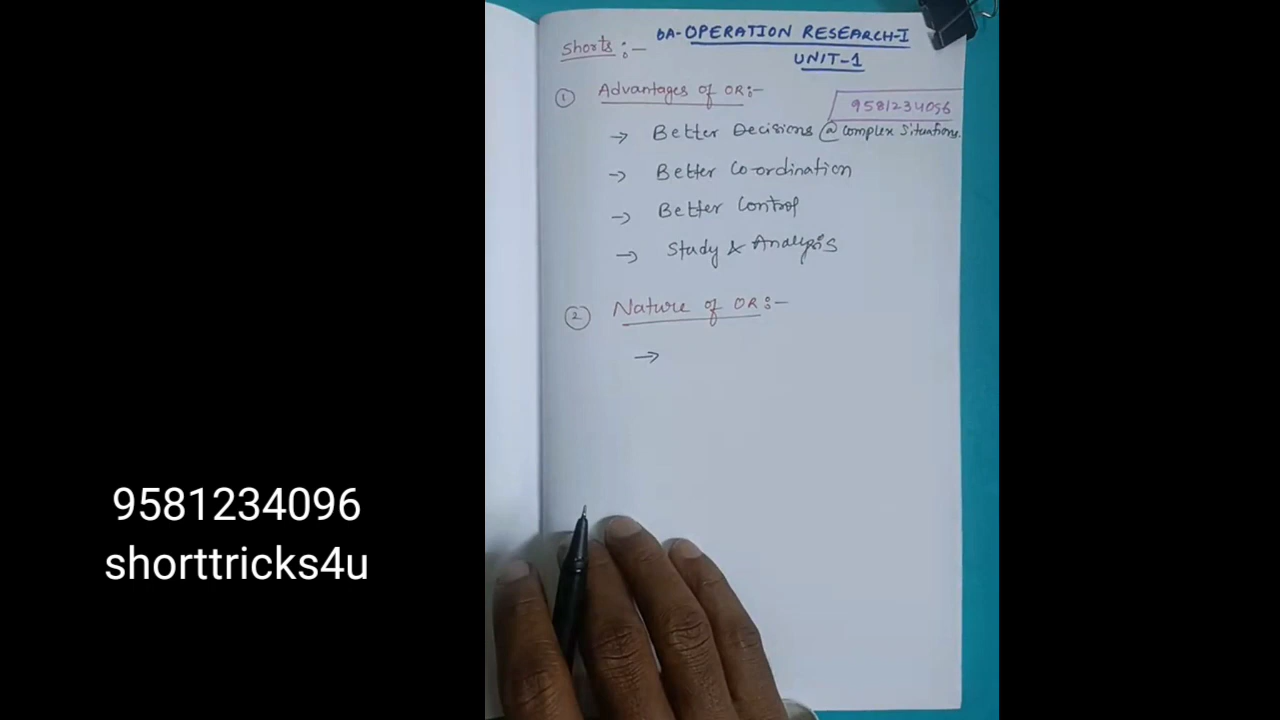 6A-OPERATION RESEARCH-I
Shorts :-
UNIT-1
① Advantages of OR:-
9581234096
→ Better Decisions @ Complex Situations.
→ Better Co-ordination
→ Better Control
→ Study & Analysis
② Nature of OR:-
→
9581234096
shorttricks4u